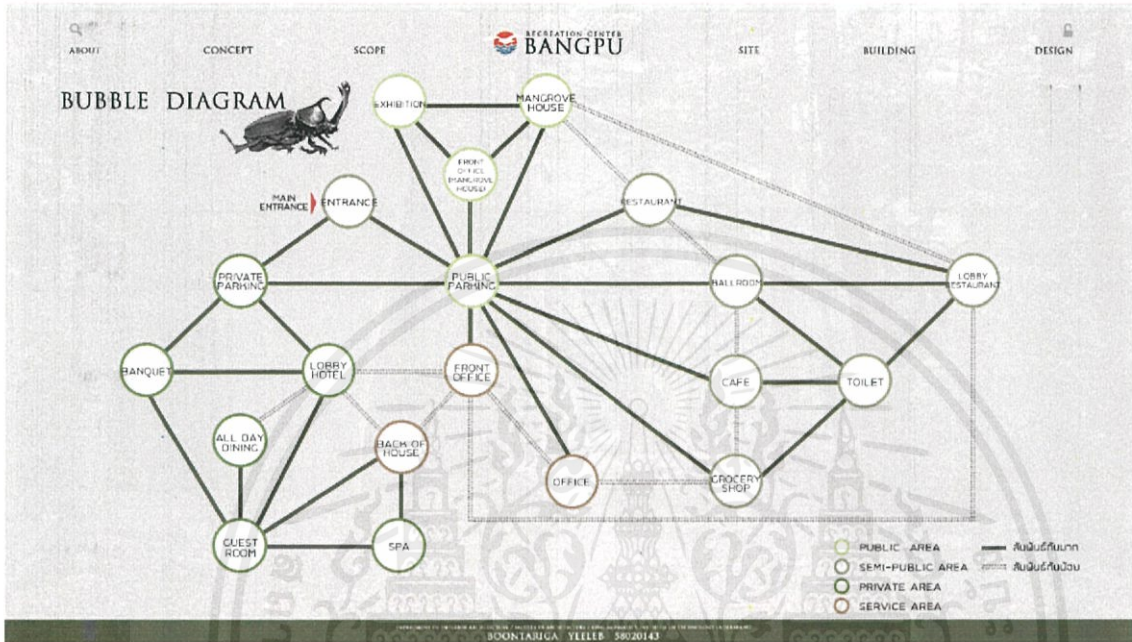 RECREATION CENTER
BANGPU
ABOUT
CONCEPT
SCOPE
SITE
BUILDING
DESIGN
BUBBLE DIAGRAM
EXHIBITION
MANGROVE
HOUSE
FRONT
OFFICE
(MANGROVE
HOUSE)
MAIN
ENTRANCE
ENTRANCE
RESTAURANT
PRIVATE
PARKING
PUBLIC
PARKING
BALLROOM
LOBBY
RESTAURANT
BANQUET
LOBBY
HOTEL
FRONT
OFFICE
CAFE
TOILET
ALL DAY
DINING
BACK OF
HOUSE
OFFICE
GROCERY
SHOP
GUEST
ROOM
SPA
PUBLIC AREA
SEMI-PUBLIC AREA
PRIVATE AREA
SERVICE AREA
สัมพันธ์กันมาก
สัมพันธ์กันน้อย
BOONTARIGA YEELEB 58020143